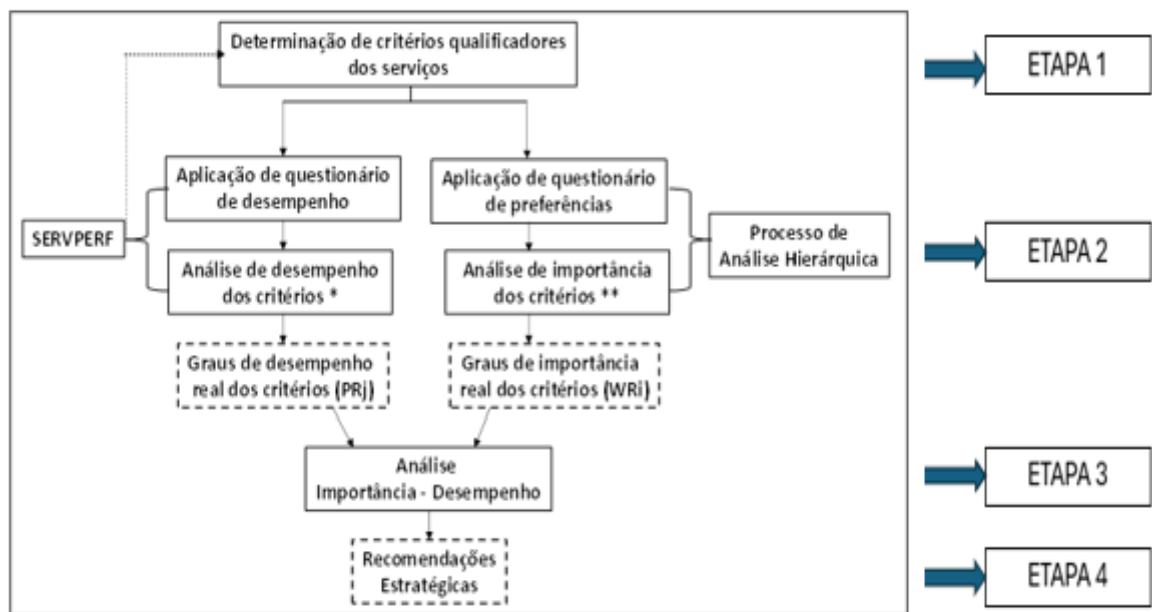 Determinação de critérios qualificadores
dos serviços
ETAPA 1
Aplicação de questionário
de desempenho
Aplicação de questionário
de preferências
SERVPERF
Processo de
Análise Hierárquica
ETAPA 2
Análise de desempenho
dos critérios *
Análise de importância
dos critérios **
Graus de desempenho
real dos critérios (PRj)
Graus de importância
real dos critérios (WRi)
Análise
Importância - Desempenho
ETAPA 3
Recomendações
Estratégicas
ETAPA 4